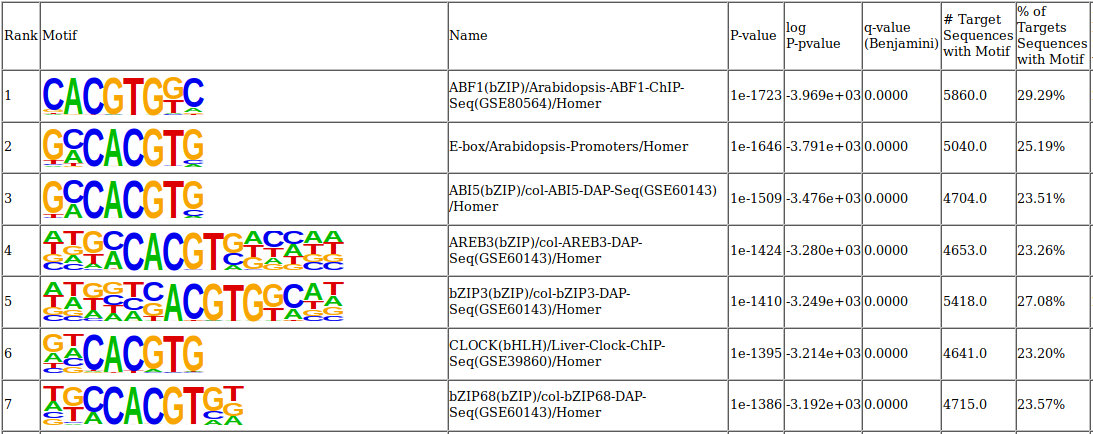 Rank Motif Name P-value log P-pvalue q-value (Benjamini) # Target Sequences with Motif % of Targets Sequences with Motif
1 CACGTGGC ABF1(bZIP)/Arabidopsis-ABF1-ChIP-Seq(GSE80564)/Homer 1e-1723 -3.969e+03 0.0000 5860.0 29.29%
2 GCCACGTG E-box/Arabidopsis-Promoters/Homer 1e-1646 -3.791e+03 0.0000 5040.0 25.19%
3 GCCACGTG ABI5(bZIP)/col-ABI5-DAP-Seq(GSE60143)/Homer 1e-1509 -3.476e+03 0.0000 4704.0 23.51%
4 ATGCCACGTGACCAA AREB3(bZIP)/col-AREB3-DAP-Seq(GSE60143)/Homer 1e-1424 -3.280e+03 0.0000 4653.0 23.26%
5 ATGGTCACGTGGCAT bZIP3(bZIP)/col-bZIP3-DAP-Seq(GSE60143)/Homer 1e-1410 -3.249e+03 0.0000 5418.0 27.08%
6 GTCACGTG CLOCK(bHLH)/Liver-Clock-ChIP-Seq(GSE39860)/Homer 1e-1395 -3.214e+03 0.0000 4641.0 23.20%
7 TGCCACGTGT bZIP68(bZIP)/col-bZIP68-DAP-Seq(GSE60143)/Homer 1e-1386 -3.192e+03 0.0000 4715.0 23.57%